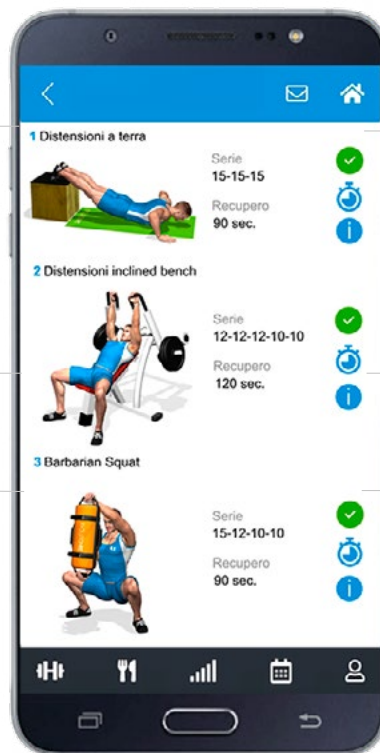 1 Distensioni a terra
Serie
15-15-15
Recupero
90 sec.
2 Distensioni inclined bench
Serie
12-12-12-10-10
Recupero
120 sec.
3 Barbarian Squat
Serie
15-12-10-10
Recupero
90 sec.